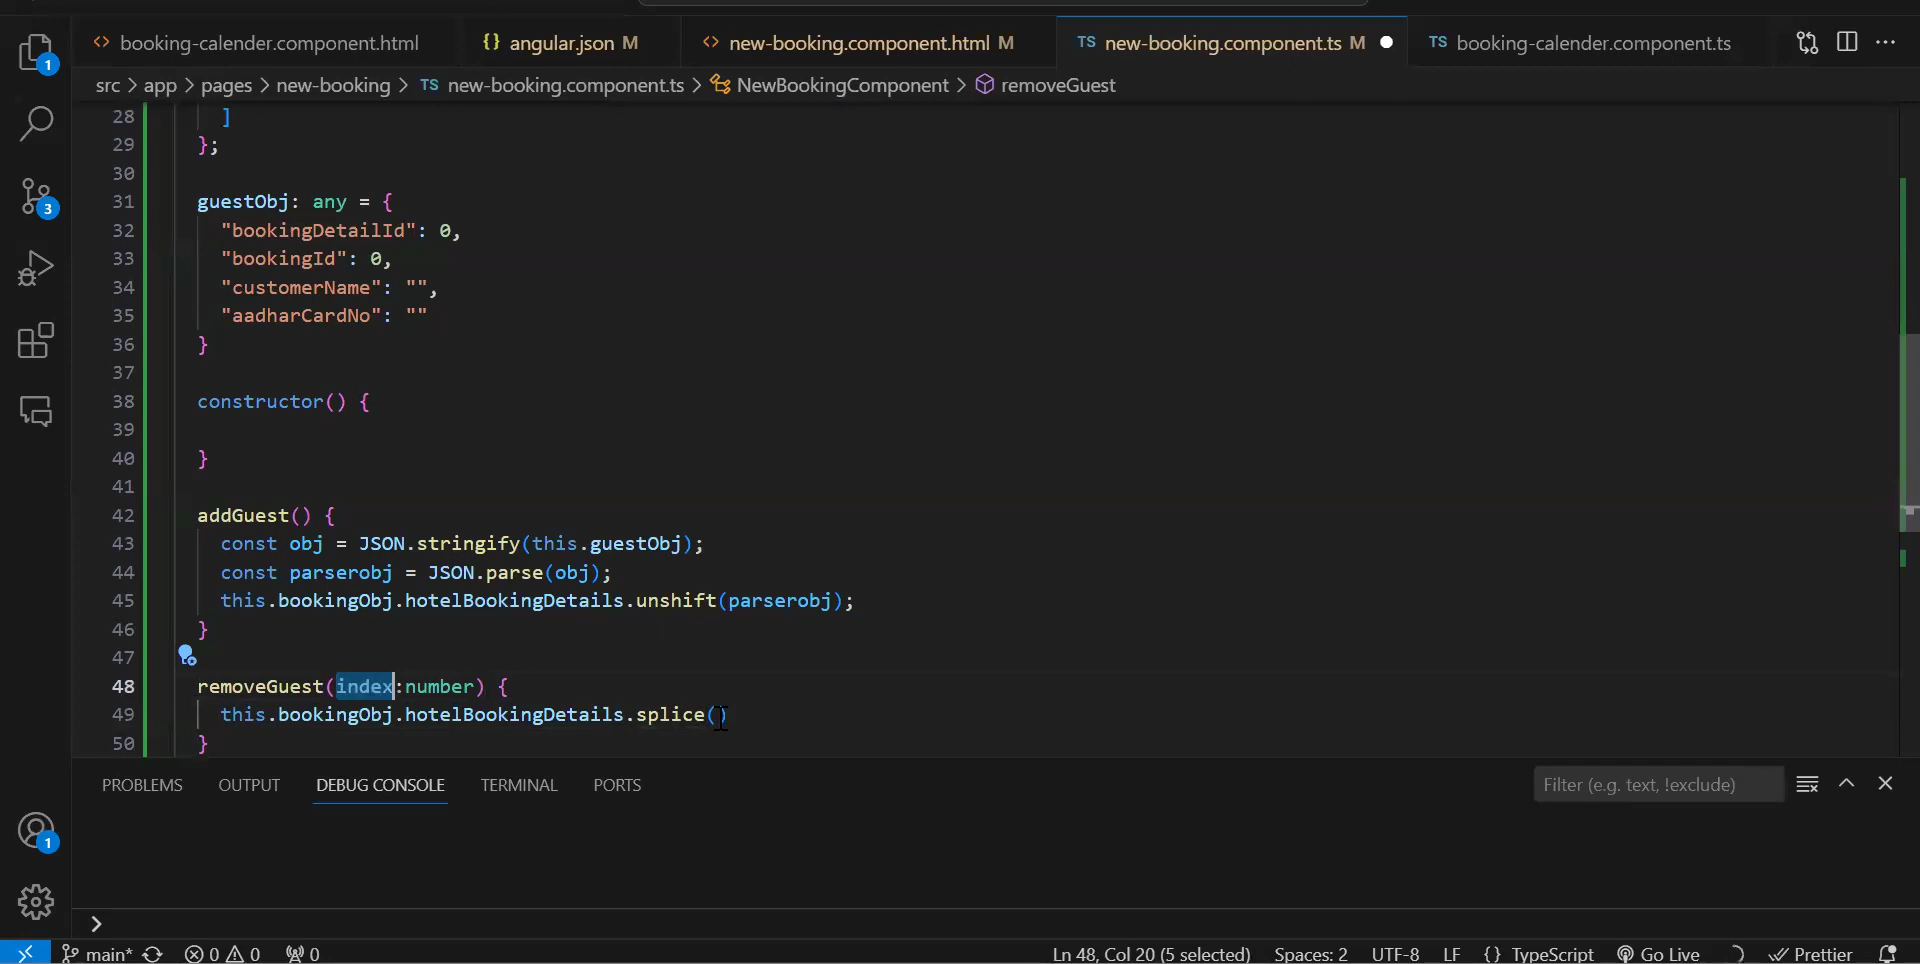 booking-calender.component.html
{} angular.json M
<> new-booking.component.html M
TS new-booking.component.ts M
TS booking-calender.component.ts
src > app > pages > new-booking > TS new-booking.component.ts > NewBookingComponent > removeGuest
28 ]
29 };
30
31 guestObj: any = {
32 "bookingDetailId": 0,
33 "bookingId": 0,
34 "customerName": "",
35 "aadharCardNo": ""
36 }
37
38 constructor() {
39
40 }
41
42 addGuest() {
43 const obj = JSON.stringify(this.guestObj);
44 const parserobj = JSON.parse(obj);
45 this.bookingObj.hotelBookingDetails.unshift(parserobj);
46 }
47
48 removeGuest(index:number) {
49 this.bookingObj.hotelBookingDetails.splice()
50 }
1
3
1
PROBLEMS OUTPUT DEBUG CONSOLE TERMINAL PORTS
Filter (e.g. text, !exclude)
>
main* 0 0 0 Ln 48, Col 20 (5 selected) Spaces: 2 UTF-8 LF {} TypeScript Go Live Prettier